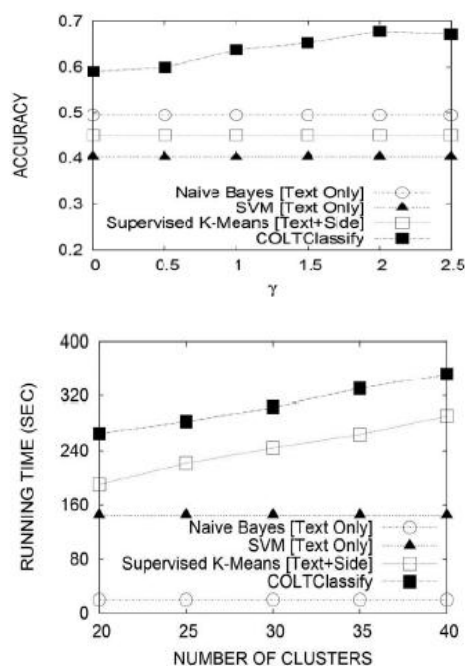 0.7
0.6
0.5
0.4
0.3
0.2
ACCURACY
Naive Bayes [Text Only]
SVM [Text Only]
Supervised K-Means [Text+Side]
COLTClassify
0 0.5 1 1.5 2 2.5
γ
400
320
240
160
80
0
RUNNING TIME (SEC)
Naive Bayes [Text Only]
SVM [Text Only]
Supervised K-Means [Text+Side]
COLTClassify
20 25 30 35 40
NUMBER OF CLUSTERS